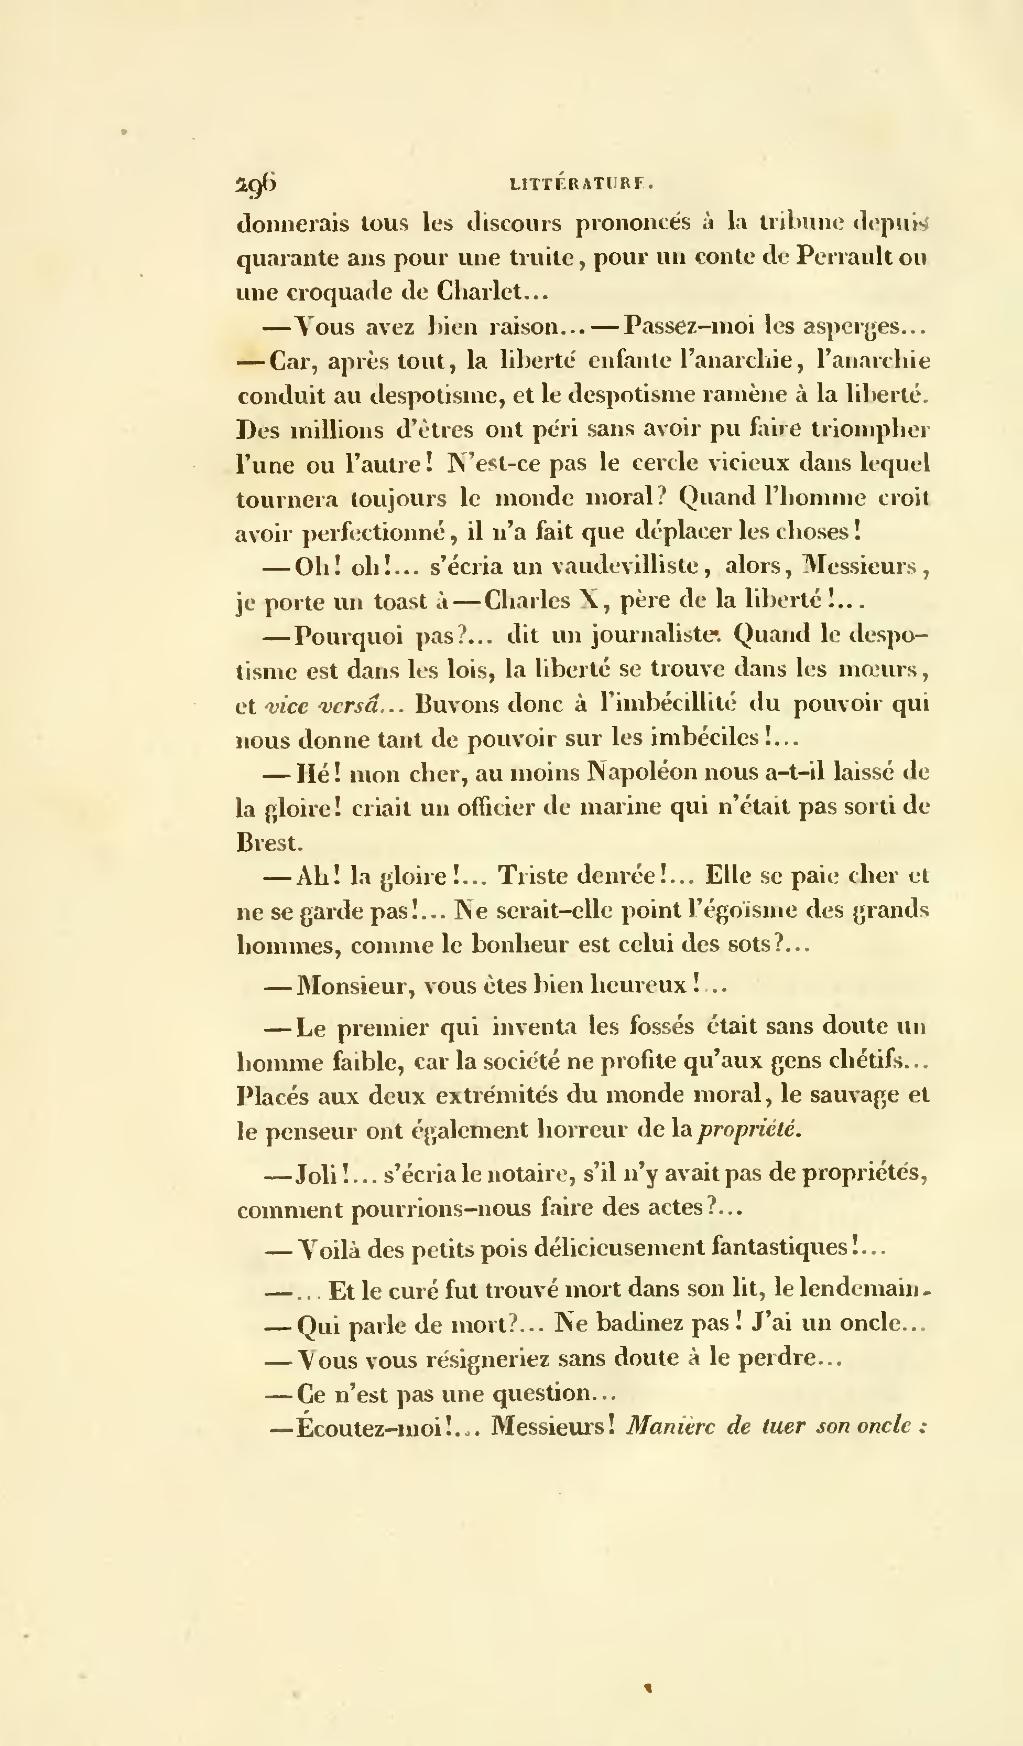 296 LITTÉRATURE.
donnerais tous les discours prononcés à la tribune depuis
quarante ans pour une truite, pour un conte de Perrault ou
une croquade de Charlet...
— Vous avez bien raison... — Passez-moi les asperges...
— Car, après tout, la liberté enfante l'anarchie, l'anarchie
conduit au despotisme, et le despotisme ramène à la liberté.
Des millions d'êtres ont péri sans avoir pu faire triompher
l'une ou l'autre! N'est-ce pas le cercle vicieux dans lequel
tournera toujours le monde moral? Quand l'homme croit
avoir perfectionné, il n'a fait que déplacer les choses!
— Oh! oh!... s'écria un vaudevilliste, alors, Messieurs,
je porte un toast à — Charles X, père de la liberté!...
— Pourquoi pas?... dit un journaliste. Quand le despo-
tisme est dans les lois, la liberté se trouve dans les mœurs,
et vice versâ... Buvons donc à l'imbécillité du pouvoir qui
nous donne tant de pouvoir sur les imbéciles!...
— Hé! mon cher, au moins Napoléon nous a-t-il laissé de
la gloire! criait un officier de marine qui n'était pas sorti de
Brest.
— Ah! la gloire!... Triste denrée!... Elle se paie cher et
ne se garde pas!... Ne serait-elle point l'égoïsme des grands
hommes, comme le bonheur est celui des sots?...
— Monsieur, vous êtes bien heureux!...
— Le premier qui inventa les fossés était sans doute un
homme faible, car la société ne profite qu'aux gens chétifs...
Placés aux deux extrémités du monde moral, le sauvage et
le penseur ont également horreur de la propriété.
— Joli!... s'écria le notaire, s'il n'y avait pas de propriétés,
comment pourrions-nous faire des actes?...
— Voilà des petits pois délicieusement fantastiques!...
— ... Et le curé fut trouvé mort dans son lit, le lendemain.
— Qui parle de mort?... Ne badinez pas! J'ai un oncle...
— Vous vous résigneriez sans doute à le perdre...
— Ce n'est pas une question...
— Écoutez-moi!... Messieurs! Manière de tuer son oncle :